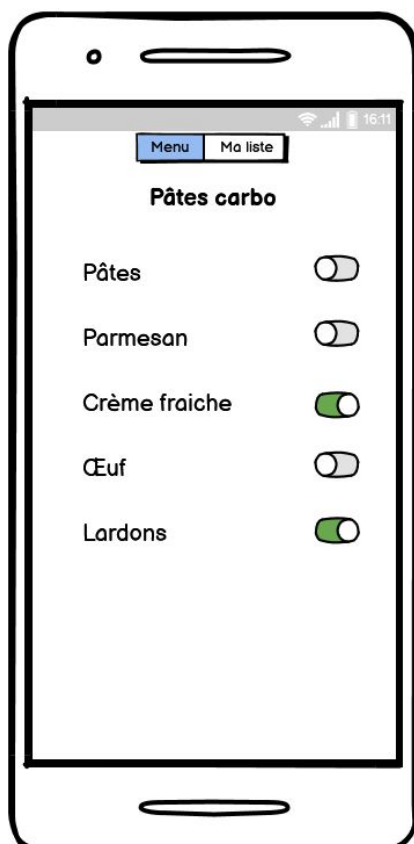 16:11
Menu Ma liste
Pâtes carbo
Pâtes
Parmesan
Crème fraiche
Œuf
Lardons